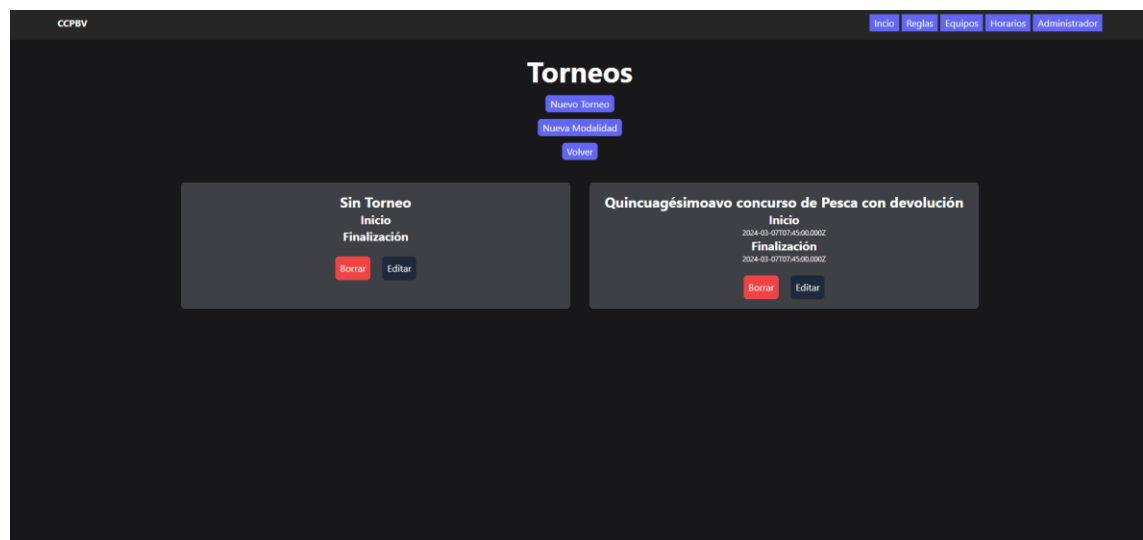 CCPBV
Incio Reglas Equipos Horarios Administrador
Torneos
Nuevo Torneo
Nueva Modalidad
Volver
Sin Torneo
Inicio
Finalización
Borrar Editar
Quincuagésimoavo concurso de Pesca con devolución
Inicio
2024-03-07T07:45:00.000Z
Finalización
2024-03-07T07:45:00.000Z
Borrar Editar